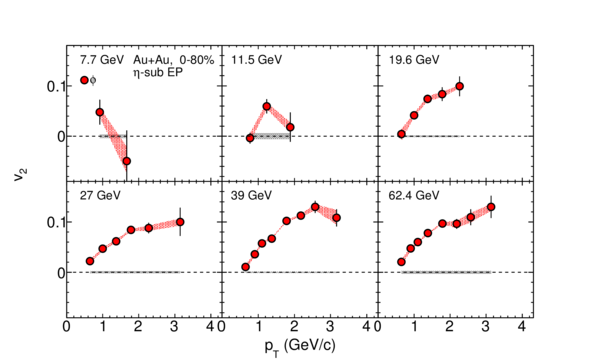 7.7 GeV Au+Au, 0-80%
η-sub EP
ϕ
11.5 GeV
19.6 GeV
0.1
0
v2
27 GeV
39 GeV
62.4 GeV
0.1
0
0 1 2 3 4 0 1 2 3 4 0 1 2 3 4
pT (GeV/c)